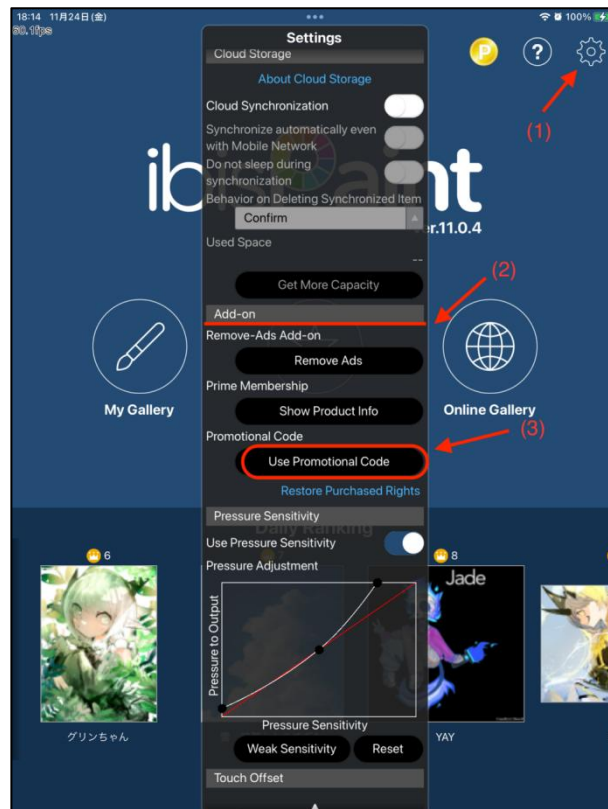 18:14 11月24日(金)
100%
60.1fps
Settings
Cloud Storage
About Cloud Storage
Cloud Synchronization
(1)
Synchronize automatically even
with Mobile Network
Do not sleep during
synchronization
Behavior on Deleting Synchronized Item
Confirm
er.11.0.4
Used Space
--
(2)
Get More Capacity
Add-on
Remove-Ads Add-on
Remove Ads
Prime Membership
My Gallery
Show Product Info
Online Gallery
Promotional Code
(3)
Use Promotional Code
Restore Purchased Rights
Pressure Sensitivity
Daily Ranking
Use Pressure Sensitivity
6
7
8
Pressure Adjustment
Jade
Pressure to Output
Pressure Sensitivity
グリンちゃん
Weak Sensitivity
Reset
YAY
Touch Offset